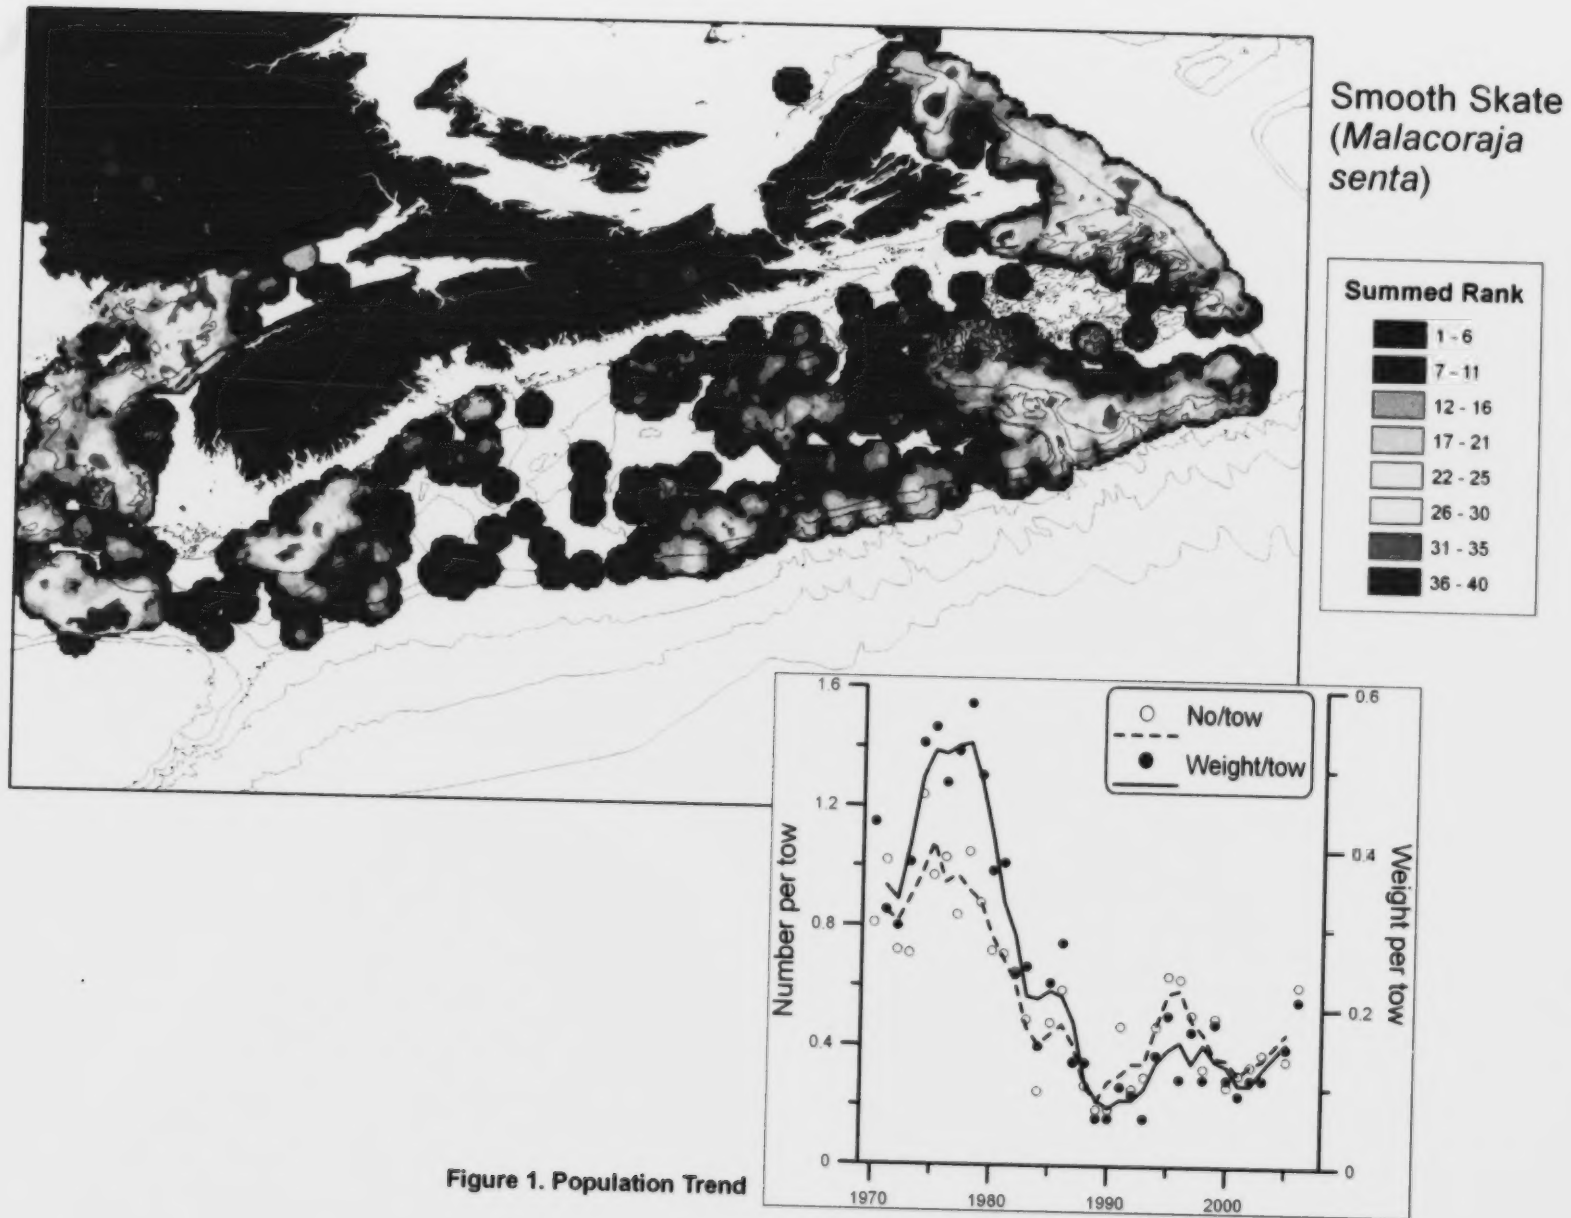 Smooth Skate
(Malacoraja
senta)
Summed Rank
1 - 6
7 - 11
12 - 16
17 - 21
22 - 25
26 - 30
31 - 35
36 - 40
1.6
1.2
0.8
0.4
0
Number per tow
No/tow
Weight/tow
0.6
0.4
0.2
0
Weight per tow
1970
1980
1990
2000
Figure 1. Population Trend